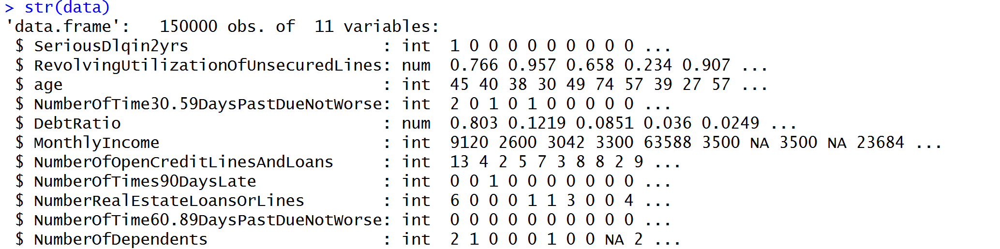 > str(data)
'data.frame':   150000 obs. of  11 variables:
 $ SeriousDlqin2yrs                    : int  1 0 0 0 0 0 0 0 0 0 ...
 $ RevolvingUtilizationOfUnsecuredLines: num  0.766 0.957 0.658 0.234 0.907 ...
 $ age                                 : int  45 40 38 30 49 74 57 39 27 57 ...
 $ NumberOfTime30.59DaysPastDueNotWorse: int  2 0 1 0 1 0 0 0 0 0 ...
 $ DebtRatio                           : num  0.803 0.1219 0.0851 0.036 0.0249 ...
 $ MonthlyIncome                       : int  9120 2600 3042 3300 63588 3500 NA 3500 NA 23684 ...
 $ NumberOfOpenCreditLinesAndLoans     : int  13 4 2 5 7 3 8 8 2 9 ...
 $ NumberOfTimes90DaysLate             : int  0 0 1 0 0 0 0 0 0 0 ...
 $ NumberRealEstateLoansOrLines        : int  6 0 0 0 1 1 3 0 0 4 ...
 $ NumberOfTime60.89DaysPastDueNotWorse: int  0 0 0 0 0 0 0 0 0 0 ...
 $ NumberOfDependents                  : int  2 1 0 0 0 1 0 0 NA 2 ...